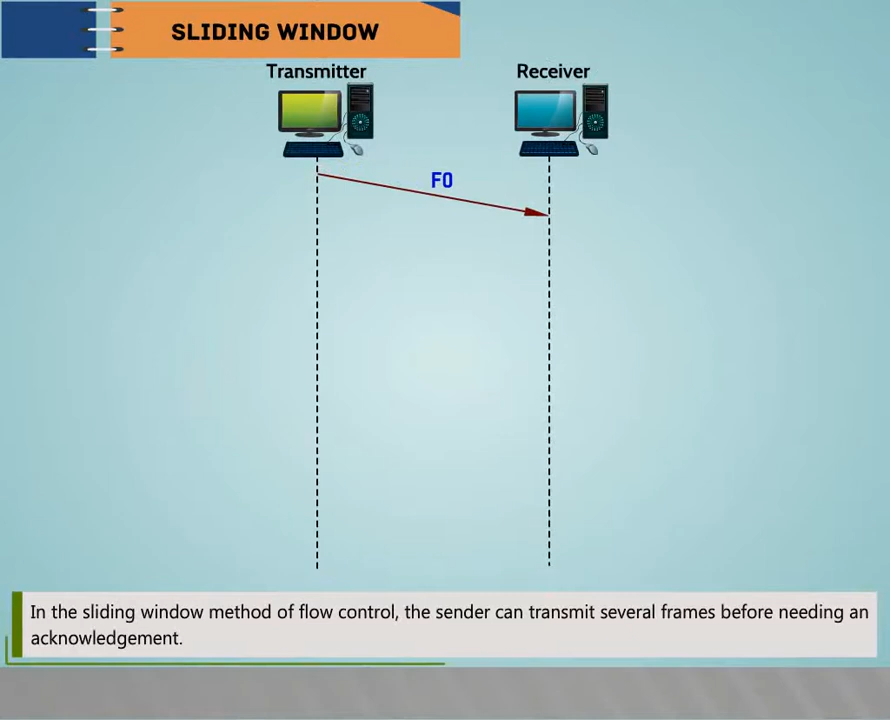 SLIDING WINDOW
Transmitter
Receiver
F0
In the sliding window method of flow control, the sender can transmit several frames before needing an
acknowledgement.